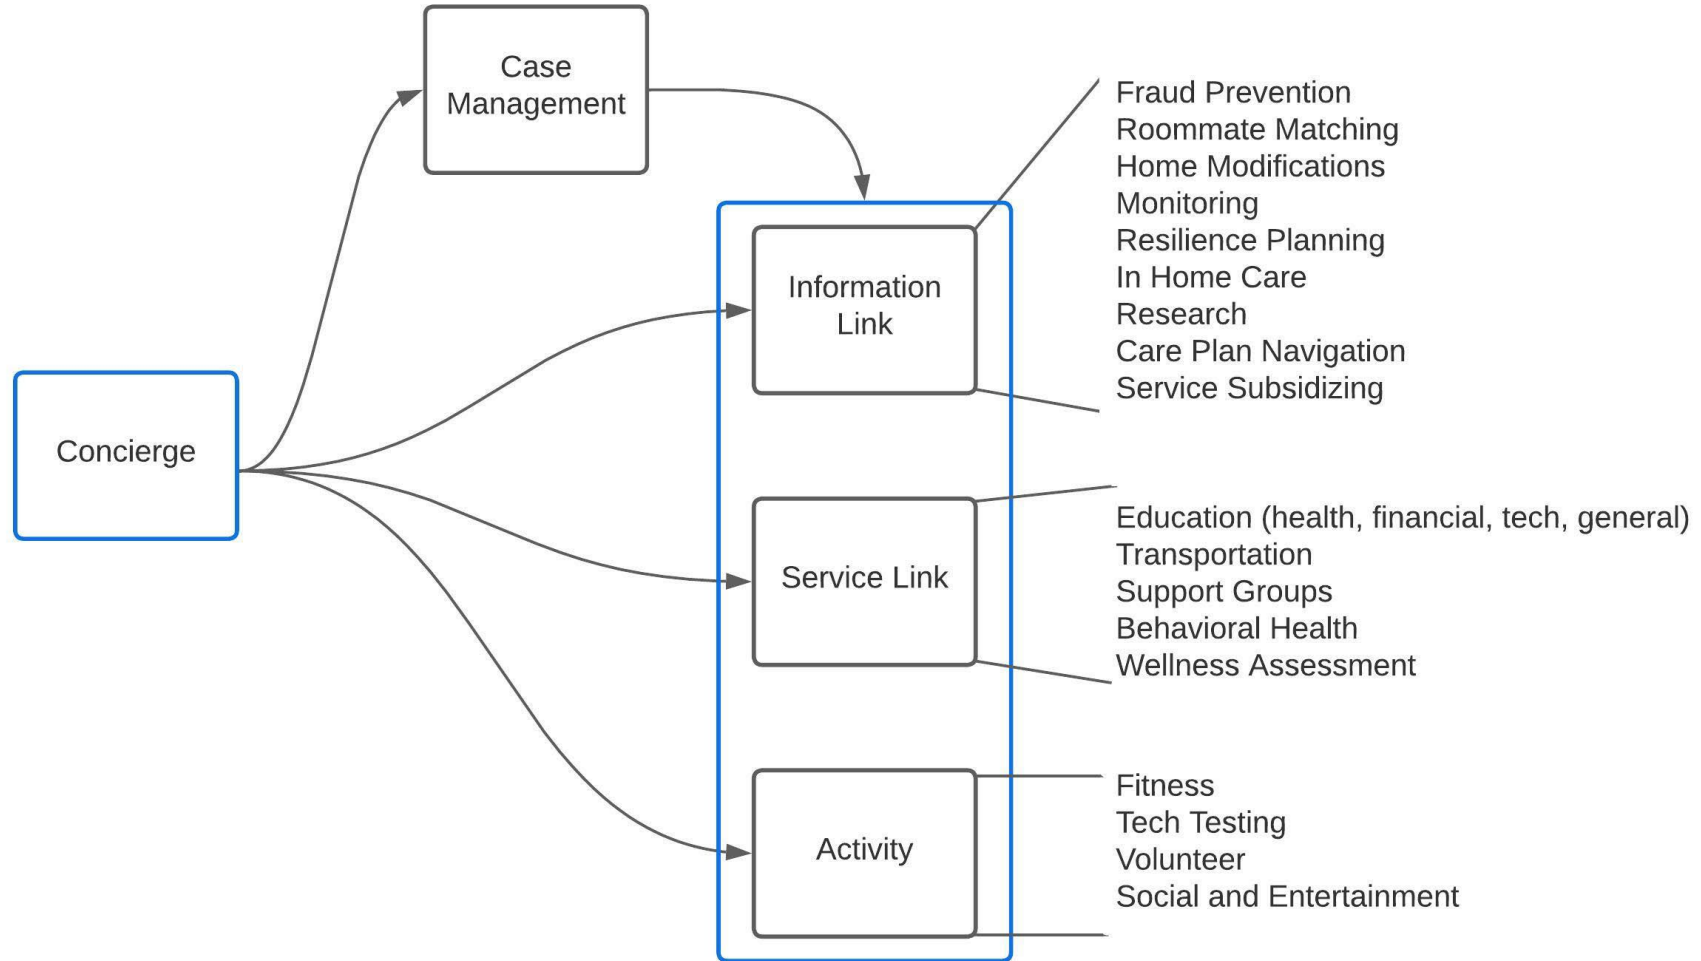 Case
Management
Fraud Prevention
Roommate Matching
Home Modifications
Monitoring
Resilience Planning
In Home Care
Research
Care Plan Navigation
Service Subsidizing
Information
Link
Concierge
Education (health, financial, tech, general)
Transportation
Support Groups
Behavioral Health
Wellness Assessment
Service Link
Fitness
Tech Testing
Volunteer
Social and Entertainment
Activity